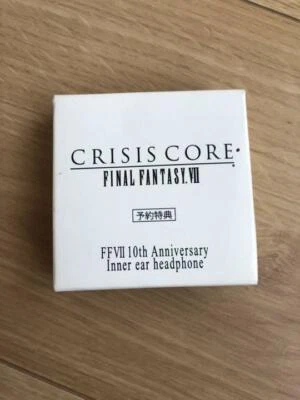 CRISIS CORE
FINAL FANTASY VII
予約特典
FFVII 10th Anniversary
Inner ear headphone